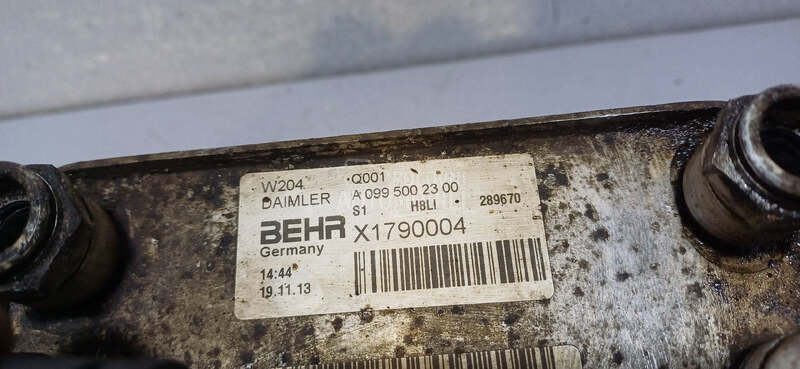 W204 Q001
DAIMLER A 099 500 23 00
S1 H8LI 289670
BEHR X1790004
Germany
14:44
19.11.13